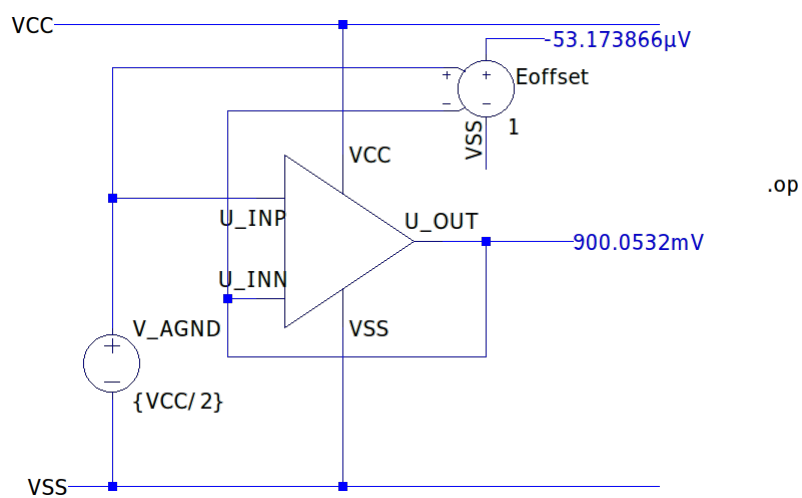 VCC
-53.173866µV
+
+
Eoffset
−
−
1
VSS
VCC
.op
U_INP
U_OUT
900.0532mV
U_INN
V_AGND
VSS
+
−
{VCC/2}
VSS